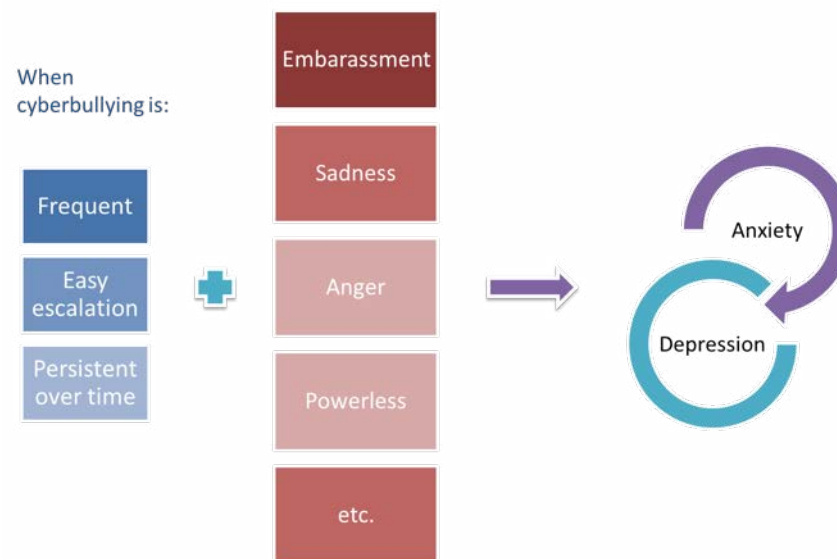 When
cyberbullying is:
Frequent
Easy
escalation
Persistent
over time
Embarassment
Sadness
Anger
Powerless
etc.
Anxiety
Depression